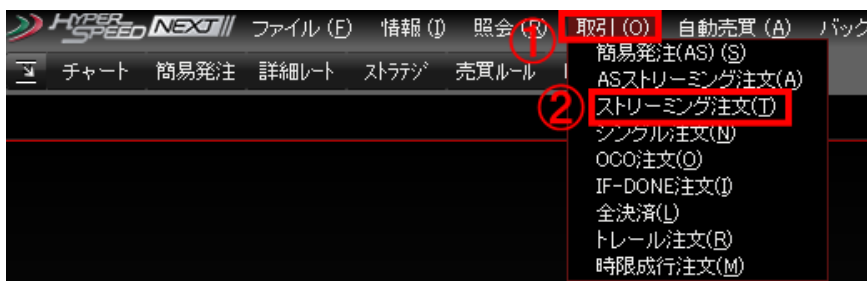 HYPER SPEED NEXT ファイル (F) 情報 (I) 照会 (R) 取引 (O) 自動売買 (A) バック
①
チャート 簡易発注 詳細レート ストラテジ 売買ルール
簡易発注(AS) (S)
ASストリーミング注文(A)
② ストリーミング注文(T)
シングル注文(N)
OCO注文(O)
IF-DONE注文(I)
全決済(L)
トレール注文(R)
時限成行注文(M)